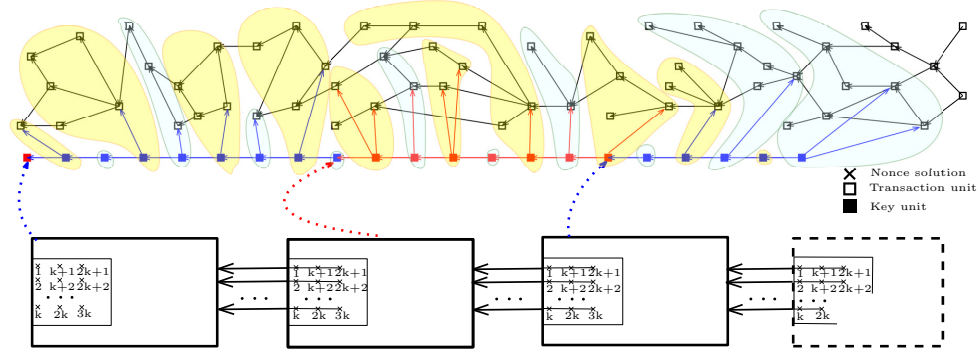 Nonce solution
Transaction unit
Key unit
1 k+1 2k+1
2 k+2 2k+2
. . . .
k 2k 3k
. . . .
1 k+1 2k+1
2 k+2 2k+2
. . . .
k 2k 3k
. . . .
1 k+1 2k+1
2 k+2 2k+2
. . . .
k 2k 3k
. . . .
1 k+1 2k+1
2 k+2 2k+2
. . . .
k 2k